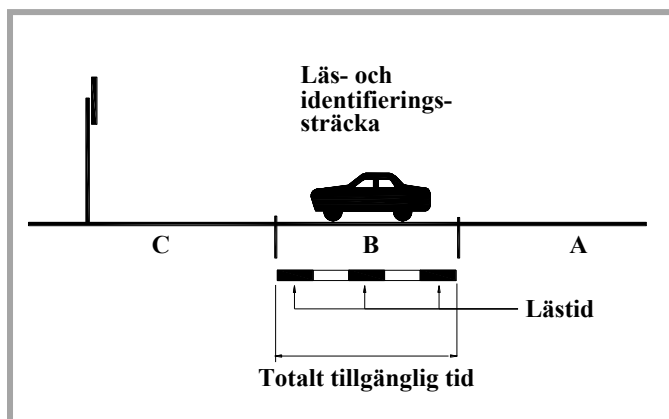 Läs- och
identifierings-
sträcka
C
B
A
Lästid
Totalt tillgänglig tid